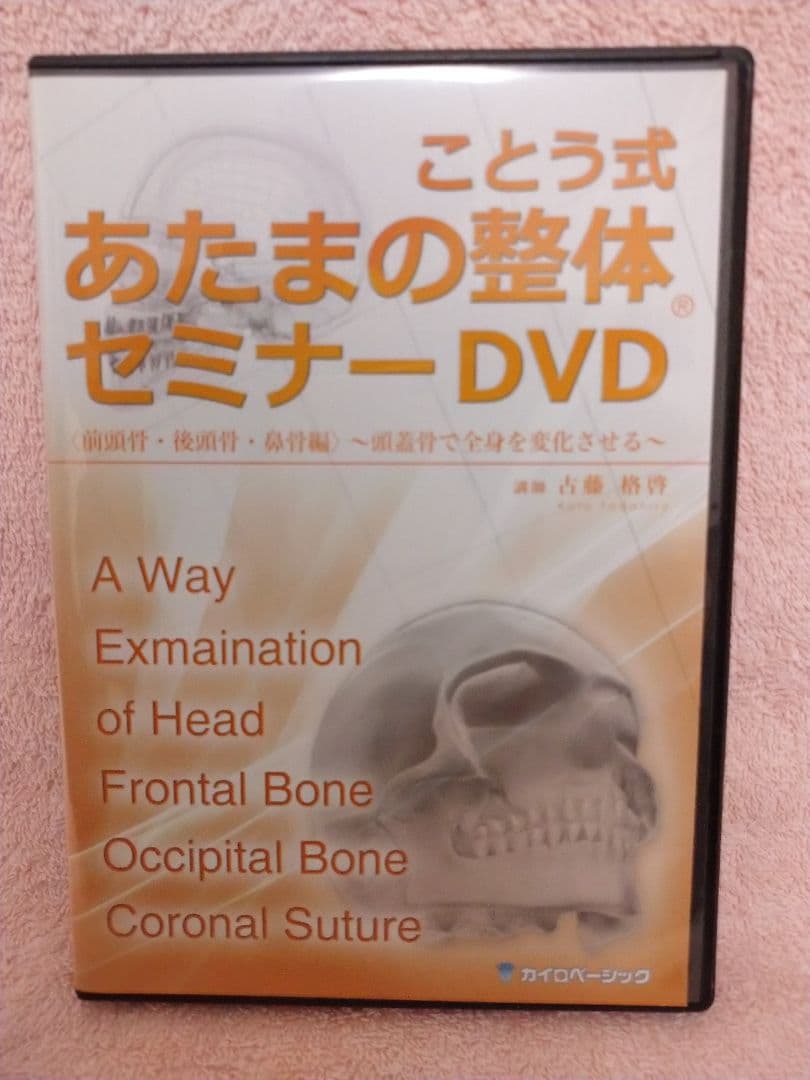 ことう式
あたまの整体®
セミナーDVD
〈前頭骨・後頭骨・鼻骨編〉～頭蓋骨で全身を変化させる～
講師 古藤 格啓
A Way
Exmaination
of Head
Frontal Bone
Occipital Bone
Coronal Suture
カイロベーシック